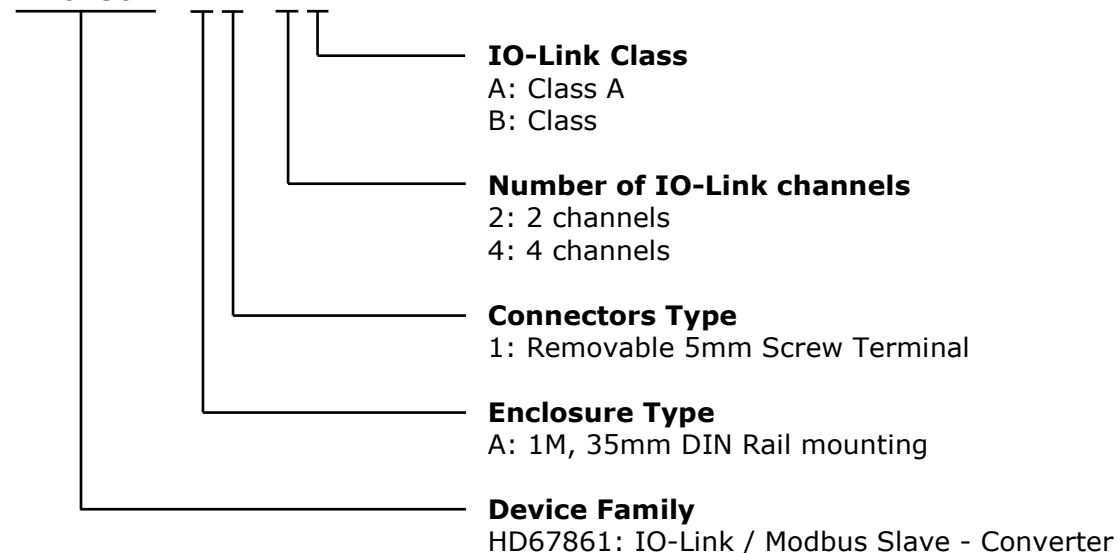 IO-Link Class
A: Class A
B: Class
Number of IO-Link channels
2: 2 channels
4: 4 channels
Connectors Type
1: Removable 5mm Screw Terminal
Enclosure Type
A: 1M, 35mm DIN Rail mounting
Device Family
HD67861: IO-Link / Modbus Slave - Converter